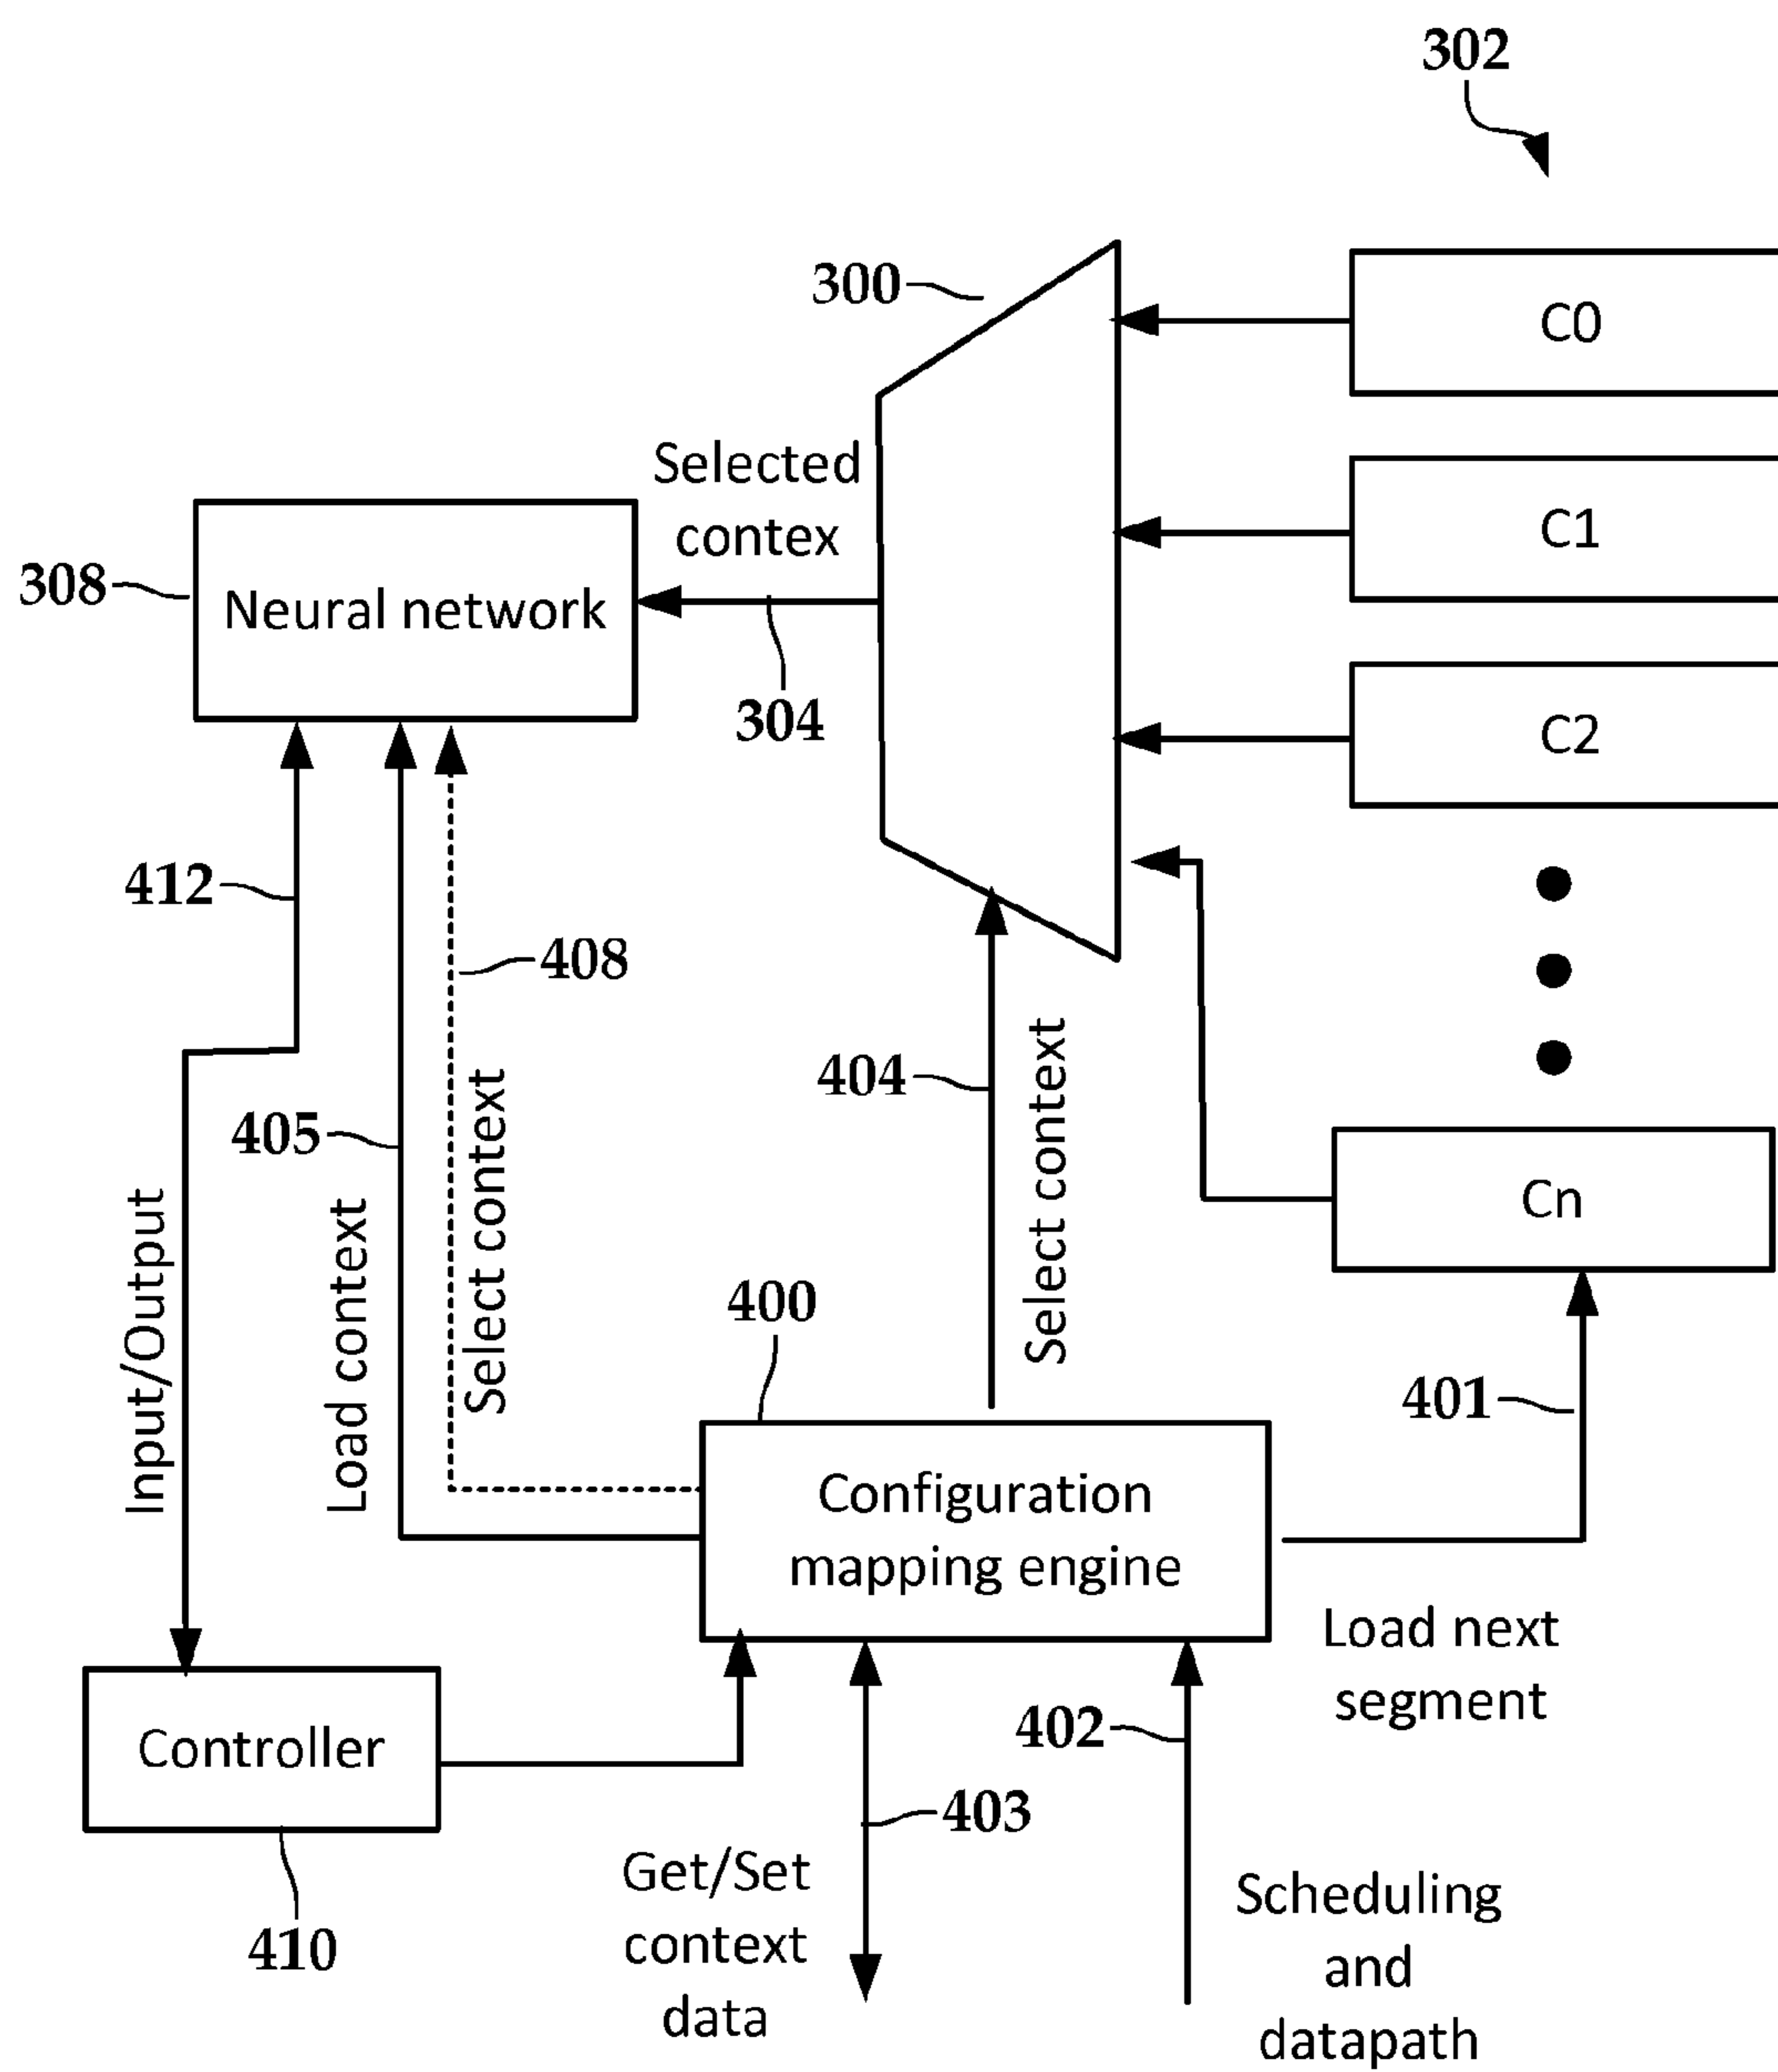 302
300
C0
Selected
contex
C1
308
Neural network
304
C2
412
408
404
Select context
405
Select context
Load context
Input/Output
Cn
400
401
Configuration
mapping engine
Load next
segment
402
Controller
403
Get/Set
context
data
Scheduling
and
datapath
410